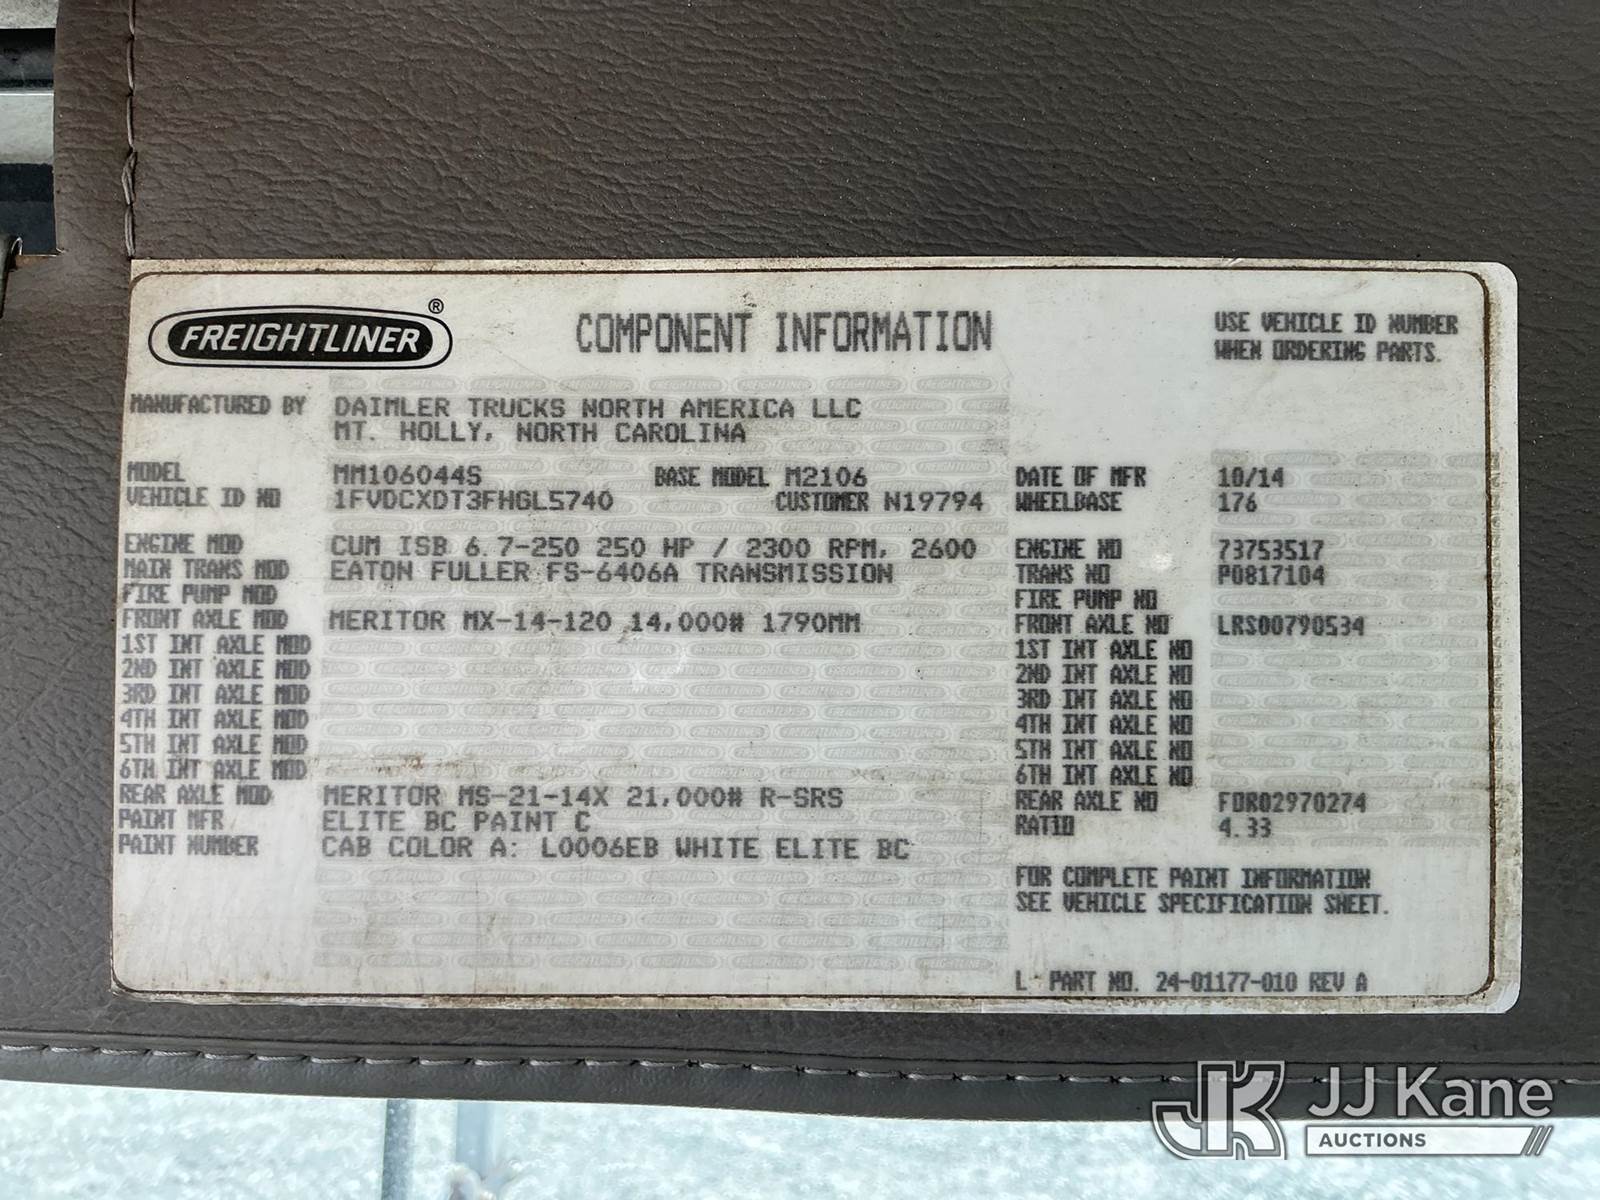 FREIGHTLINER®
COMPONENT INFORMATION
USE VEHICLE ID NUMBER
WHEN ORDERING PARTS.
MANUFACTURED BY DAIMLER TRUCKS NORTH AMERICA LLC
MT. HOLLY, NORTH CAROLINA
MODEL MM106044S BASE MODEL M2106 DATE OF MFR 10/14
VEHICLE ID NO 1FVDCXDT3FHGL5740 CUSTOMER N19794 WHEELBASE 176
ENGINE MOD CUM ISB 6.7-250 250 HP / 2300 RPM, 2600 ENGINE NO 73753517
MAIN TRANS MOD EATON FULLER FS-6406A TRANSMISSION TRANS NO P0817104
FIRE PUMP MOD FIRE PUMP NO
FRONT AXLE MOD MERITOR MX-14-120 14,000# 1790MM FRONT AXLE NO LRS00790534
1ST INT AXLE MOD 1ST INT AXLE NO
2ND INT AXLE MOD 2ND INT AXLE NO
3RD INT AXLE MOD 3RD INT AXLE NO
4TH INT AXLE MOD 4TH INT AXLE NO
5TH INT AXLE MOD 5TH INT AXLE NO
6TH INT AXLE MOD 6TH INT AXLE NO
REAR AXLE MOD MERITOR MS-21-14X 21,000# R-SRS REAR AXLE NO FOR02970274
PAINT MFR ELITE BC PAINT C RATIO 4.33
PAINT NUMBER CAB COLOR A: L0006EB WHITE ELITE BC
FOR COMPLETE PAINT INFORMATION
SEE VEHICLE SPECIFICATION SHEET.
L PART NO. 24-01177-010 REV A
JK JJ Kane
AUCTIONS